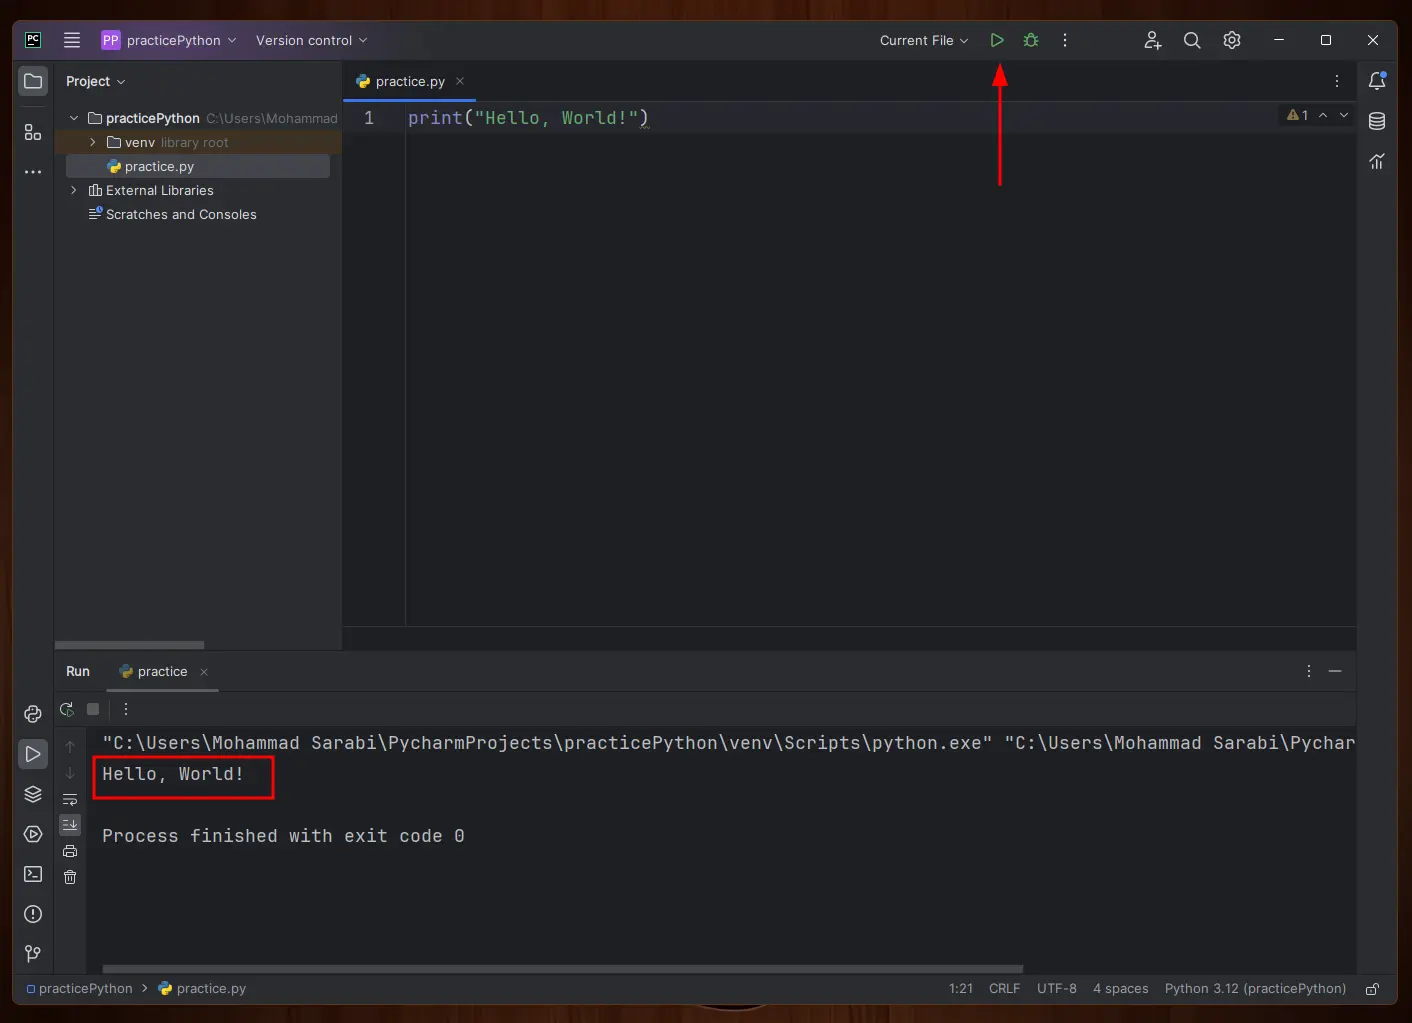 PC
PP practicePython
Version control
Current File
Project
practice.py
practicePython C:\Users\Mohammad
venv library root
practice.py
External Libraries
Scratches and Consoles
1 print("Hello, World!")
1
Run
practice
"C:\Users\Mohammad Sarabi\PycharmProjects\practicePython\venv\Scripts\python.exe" "C:\Users\Mohammad Sarabi\Pychar
Hello, World!
Process finished with exit code 0
practicePython > practice.py
1:21 CRLF UTF-8 4 spaces Python 3.12 (practicePython)